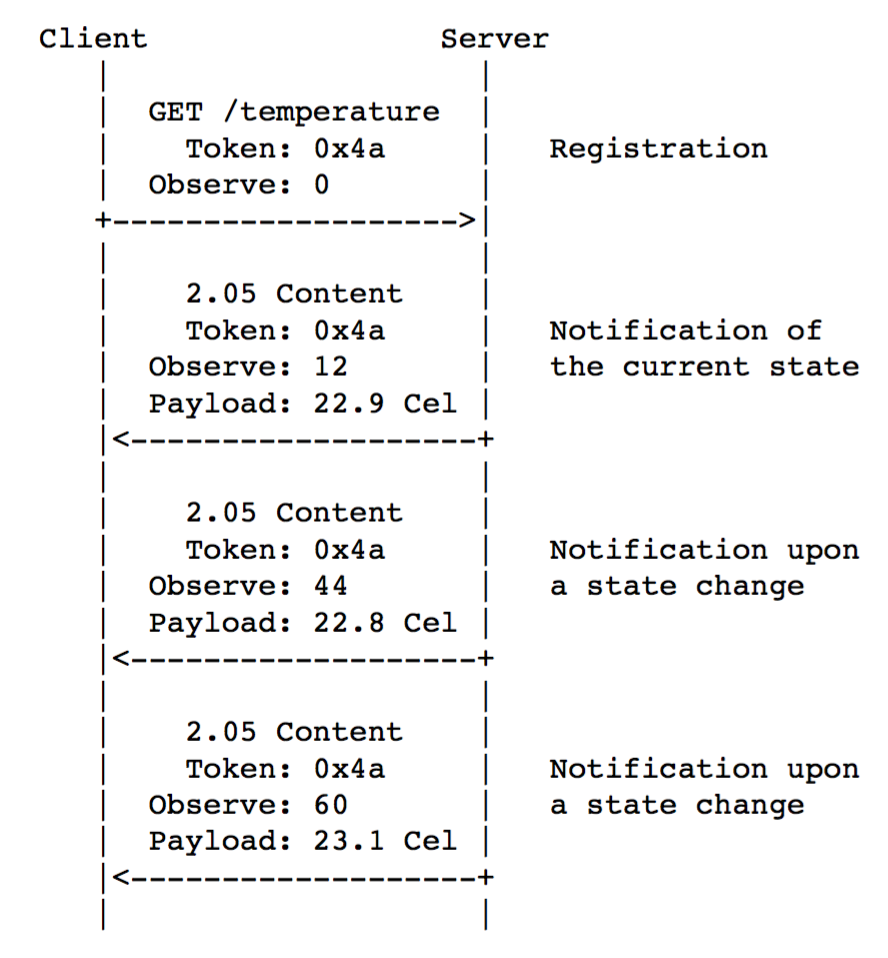 Client Server
GET /temperature
Token: 0x4a Registration
Observe: 0
2.05 Content
Token: 0x4a Notification of
Observe: 12 the current state
Payload: 22.9 Cel
2.05 Content
Token: 0x4a Notification upon
Observe: 44 a state change
Payload: 22.8 Cel
2.05 Content
Token: 0x4a Notification upon
Observe: 60 a state change
Payload: 23.1 Cel